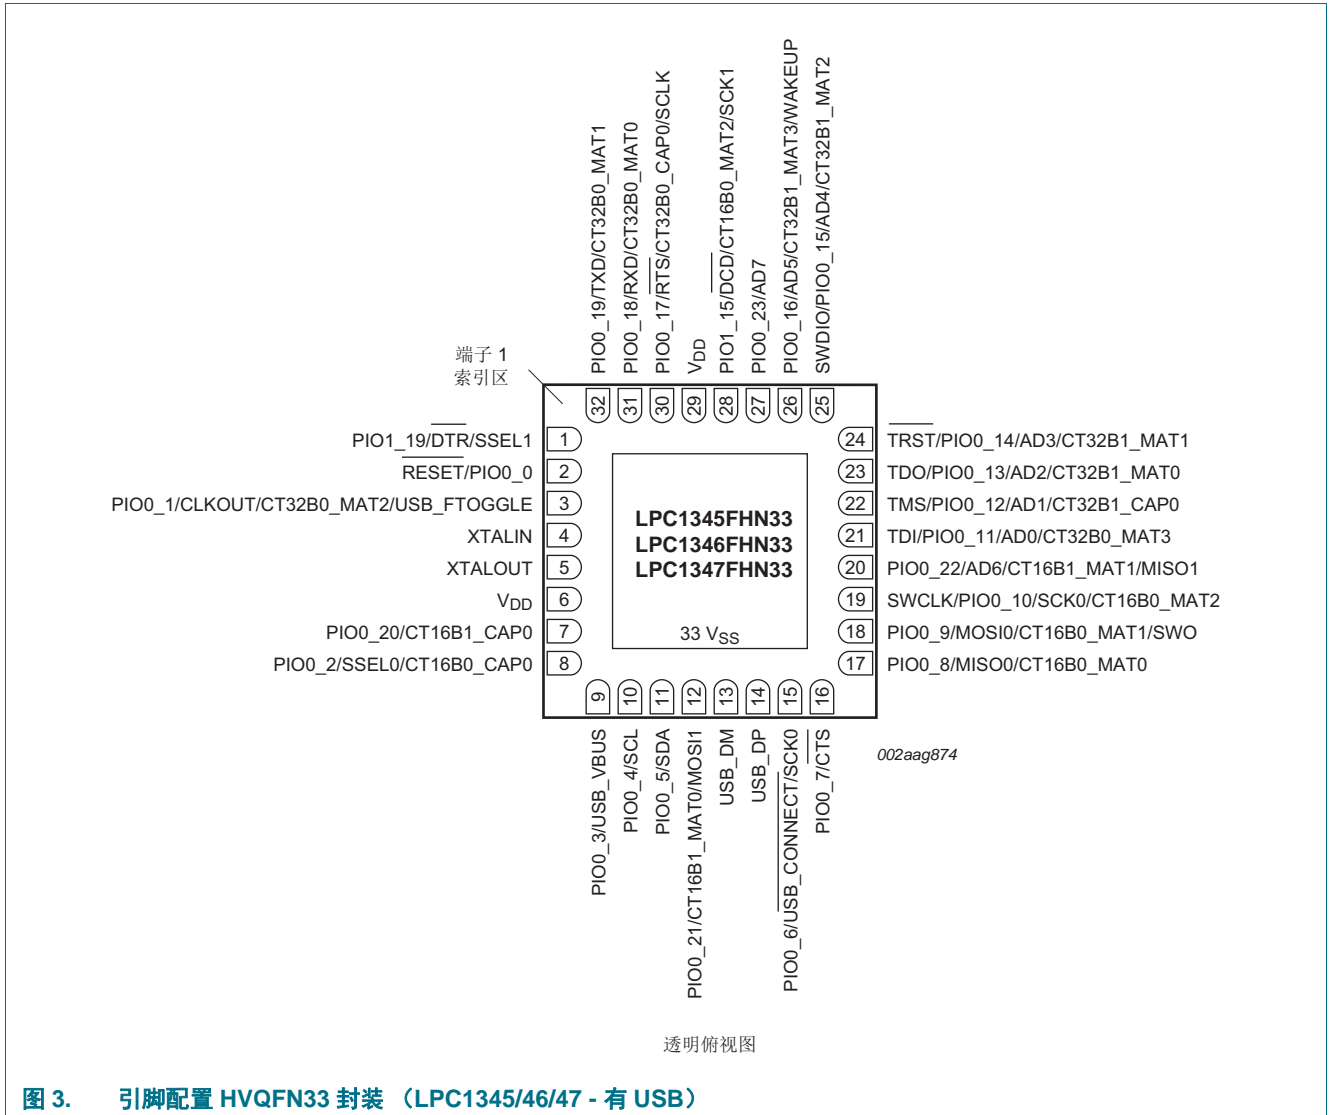 PIO0_19/TXD/CT32B0_MAT1
PIO0_18/RXD/CT32B0_MAT0
PIO0_17/RTS/CT32B0_CAP0/SCLK
VDD
PIO1_15/DCD/CT16B0_MAT2/SCK1
PIO0_23/AD7
PIO0_16/AD5/CT32B1_MAT3/WAKEUP
SWDIO/PIO0_15/AD4/CT32B1_MAT2
端子 1
索引区
32
31
30
29
28
27
26
25
PIO1_19/DTR/SSEL1 1
RESET/PIO0_0 2
PIO0_1/CLKOUT/CT32B0_MAT2/USB_FTOGGLE 3
XTALIN 4
XTALOUT 5
VDD 6
PIO0_20/CT16B1_CAP0 7
PIO0_2/SSEL0/CT16B0_CAP0 8
LPC1345FHN33
LPC1346FHN33
LPC1347FHN33
33 VSS
24 TRST/PIO0_14/AD3/CT32B1_MAT1
23 TDO/PIO0_13/AD2/CT32B1_MAT0
22 TMS/PIO0_12/AD1/CT32B1_CAP0
21 TDI/PIO0_11/AD0/CT32B0_MAT3
20 PIO0_22/AD6/CT16B1_MAT1/MISO1
19 SWCLK/PIO0_10/SCK0/CT16B0_MAT2
18 PIO0_9/MOSI0/CT16B0_MAT1/SWO
17 PIO0_8/MISO0/CT16B0_MAT0
9
10
11
12
13
14
15
16
PIO0_3/USB_VBUS
PIO0_4/SCL
PIO0_5/SDA
PIO0_21/CT16B1_MAT0/MOSI1
USB_DM
USB_DP
PIO0_6/USB_CONNECT/SCK0
PIO0_7/CTS
002aag874
透明俯视图
图 3. 引脚配置 HVQFN33 封装 （LPC1345/46/47 - 有 USB）